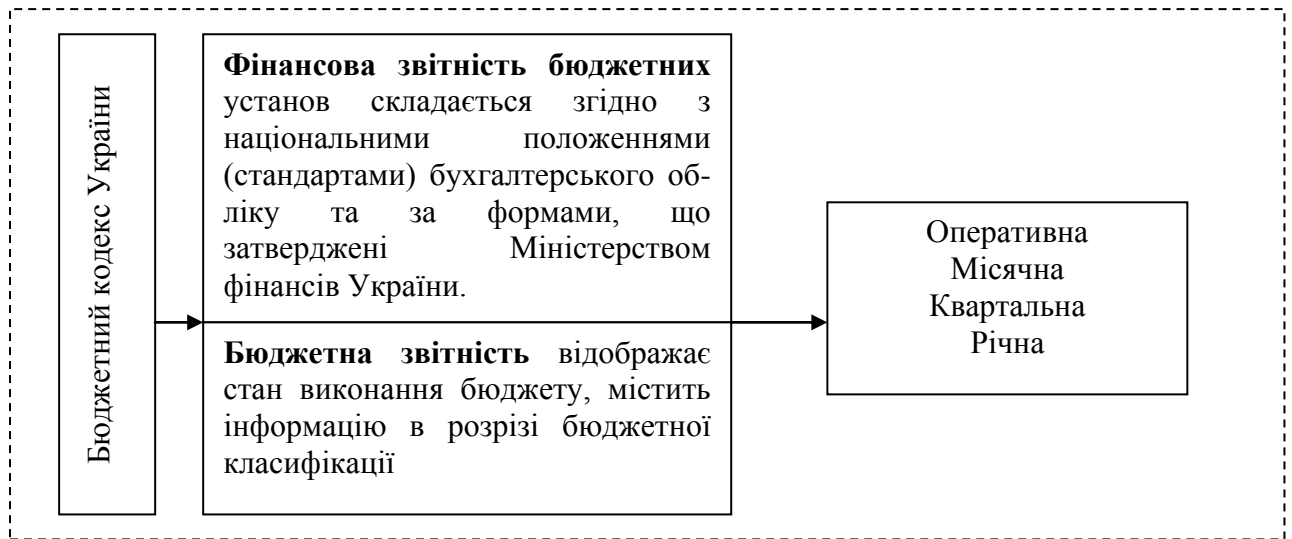 Бюджетний кодекс України
Фінансова звітність бюджетних
установ складається згідно з
національними положеннями
(стандартами) бухгалтерського об-
ліку та за формами, що
затверджені Міністерством
фінансів України.
Бюджетна звітність відображає
стан виконання бюджету, містить
інформацію в розрізі бюджетної
класифікації
Оперативна
Місячна
Квартальна
Річна